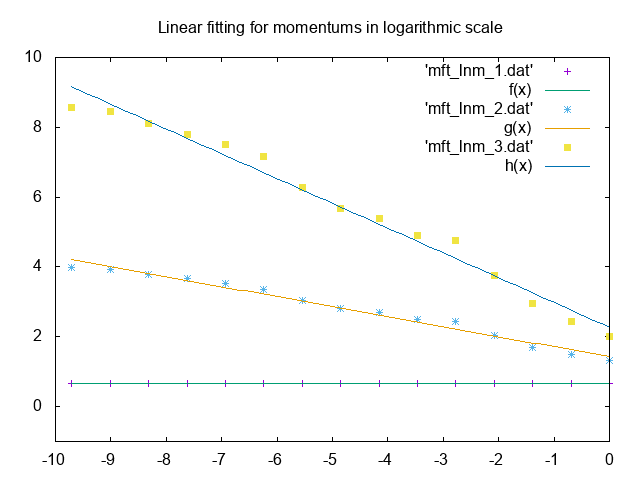 Linear fitting for momentums in logarithmic scale
10
8
6
4
2
0
'mft_lnm_1.dat'
f(x)
'mft_lnm_2.dat'
g(x)
'mft_lnm_3.dat'
h(x)
-10 -9 -8 -7 -6 -5 -4 -3 -2 -1 0